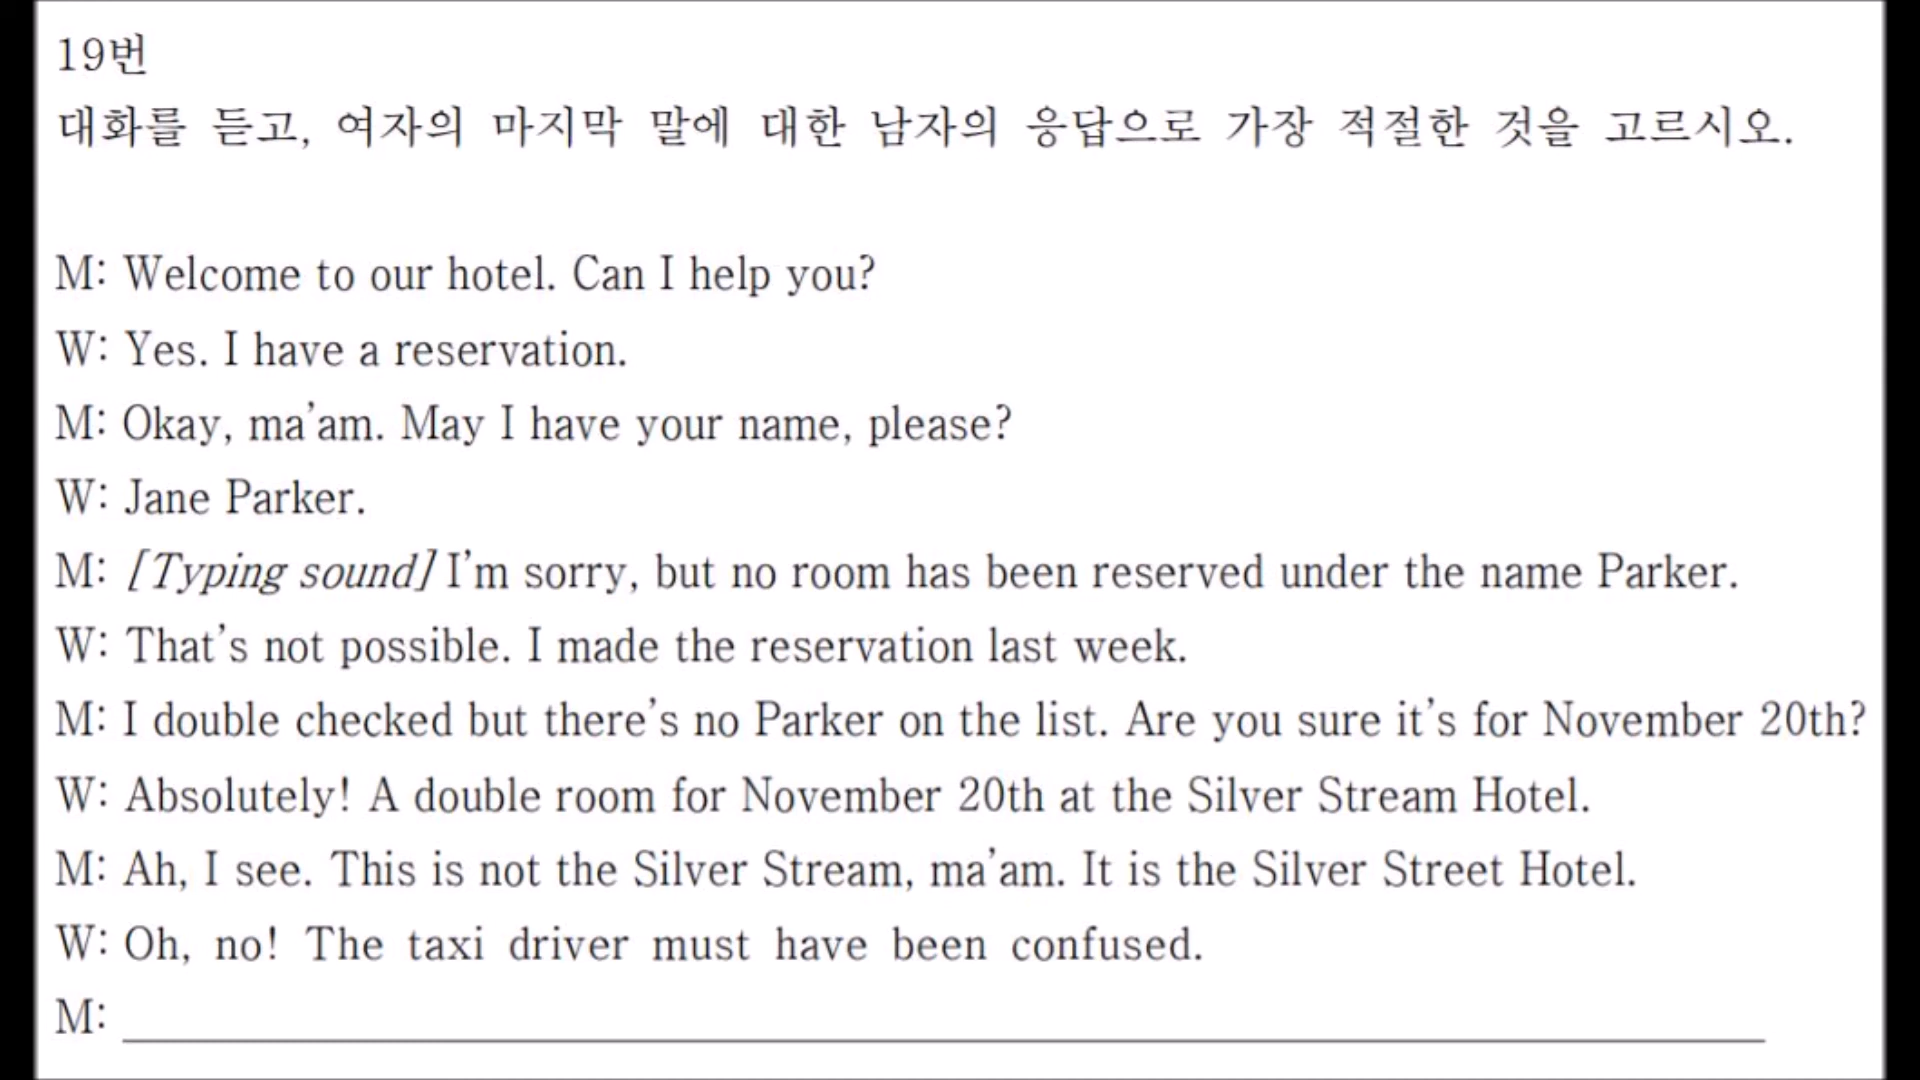 19번
대화를 듣고, 여자의 마지막 말에 대한 남자의 응답으로 가장 적절한 것을 고르시오.
M: Welcome to our hotel. Can I help you?
W: Yes. I have a reservation.
M: Okay, ma’am. May I have your name, please?
W: Jane Parker.
M: [Typing sound] I’m sorry, but no room has been reserved under the name Parker.
W: That’s not possible. I made the reservation last week.
M: I double checked but there’s no Parker on the list. Are you sure it’s for November 20th?
W: Absolutely! A double room for November 20th at the Silver Stream Hotel.
M: Ah, I see. This is not the Silver Stream, ma’am. It is the Silver Street Hotel.
W: Oh, no! The taxi driver must have been confused.
M: